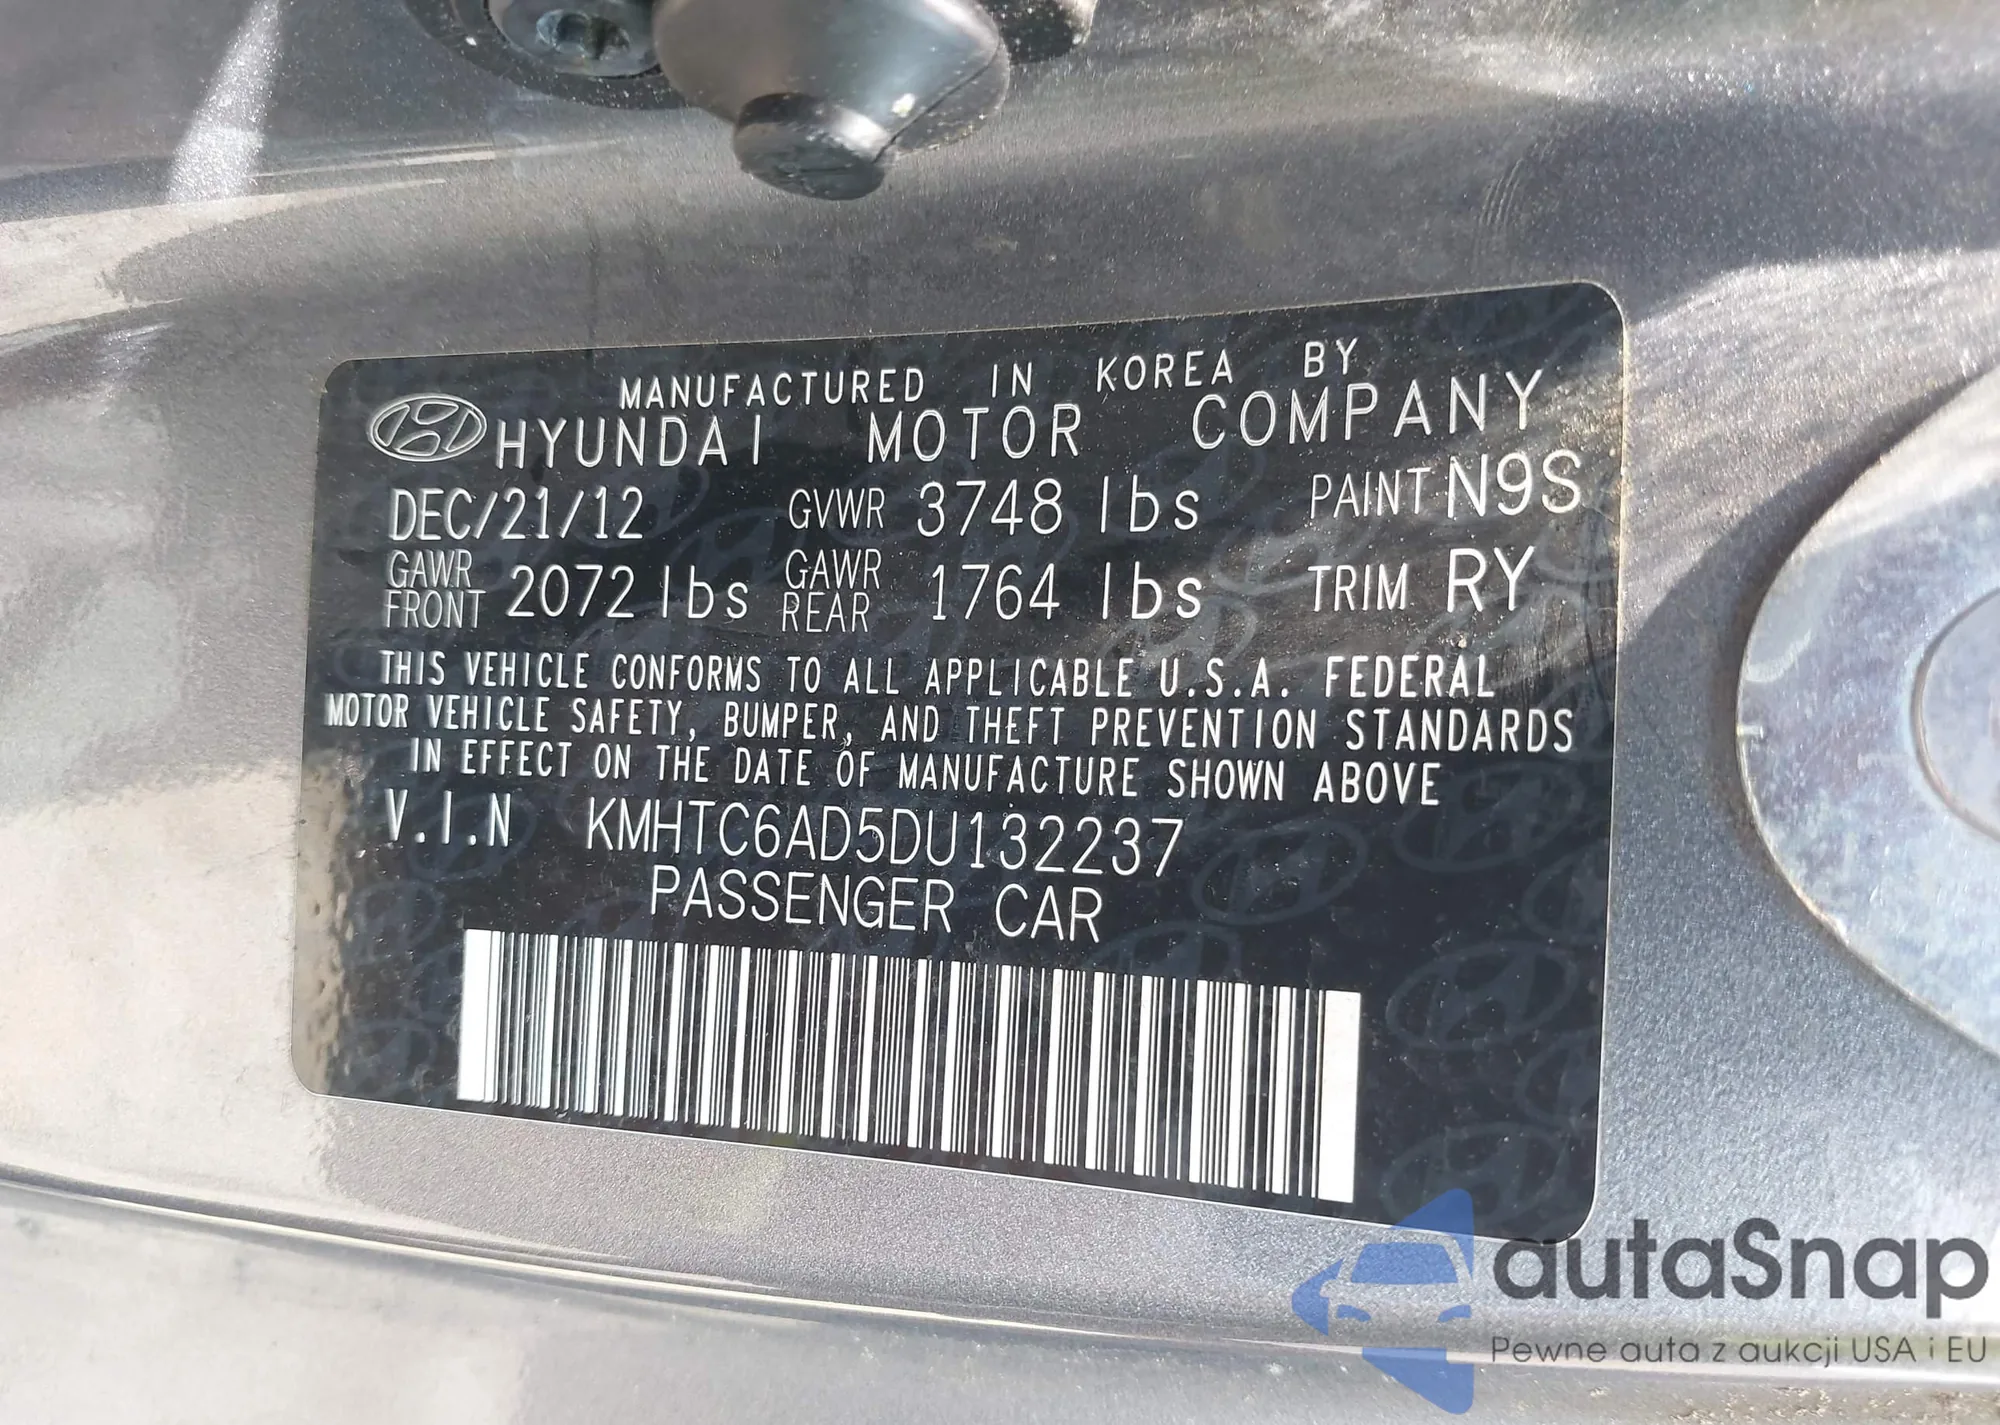 MANUFACTURED IN KOREA BY
HYUNDAI MOTOR COMPANY
DEC/21/12 GVWR 3748 lbs PAINT N9S
GAWR FRONT 2072 lbs GAWR REAR 1764 lbs TRIM RY
THIS VEHICLE CONFORMS TO ALL APPLICABLE U.S.A. FEDERAL
MOTOR VEHICLE SAFETY, BUMPER, AND THEFT PREVENTION STANDARDS
IN EFFECT ON THE DATE OF MANUFACTURE SHOWN ABOVE
V.I.N KMHTC6AD5DU132237
PASSENGER CAR
autaSnap
Pewne auta z aukcji USA i EU